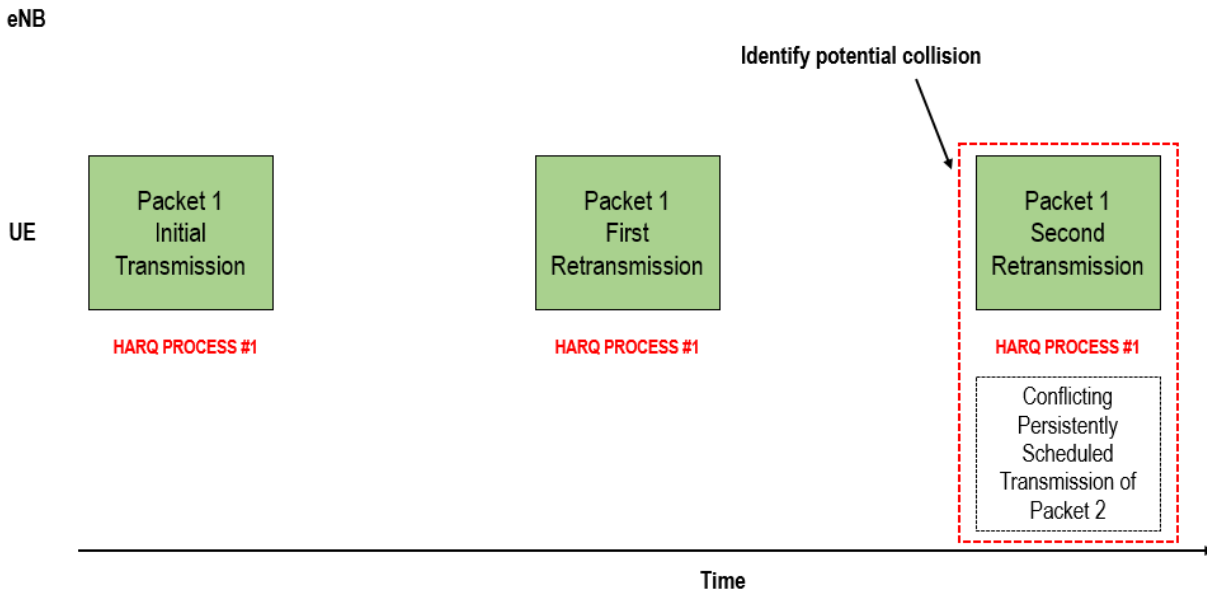 eNB
Identify potential collision
UE
Packet 1
Initial
Transmission
HARQ PROCESS #1
Packet 1
First
Retransmission
HARQ PROCESS #1
Packet 1
Second
Retransmission
HARQ PROCESS #1
Conflicting
Persistently
Scheduled
Transmission of
Packet 2
Time